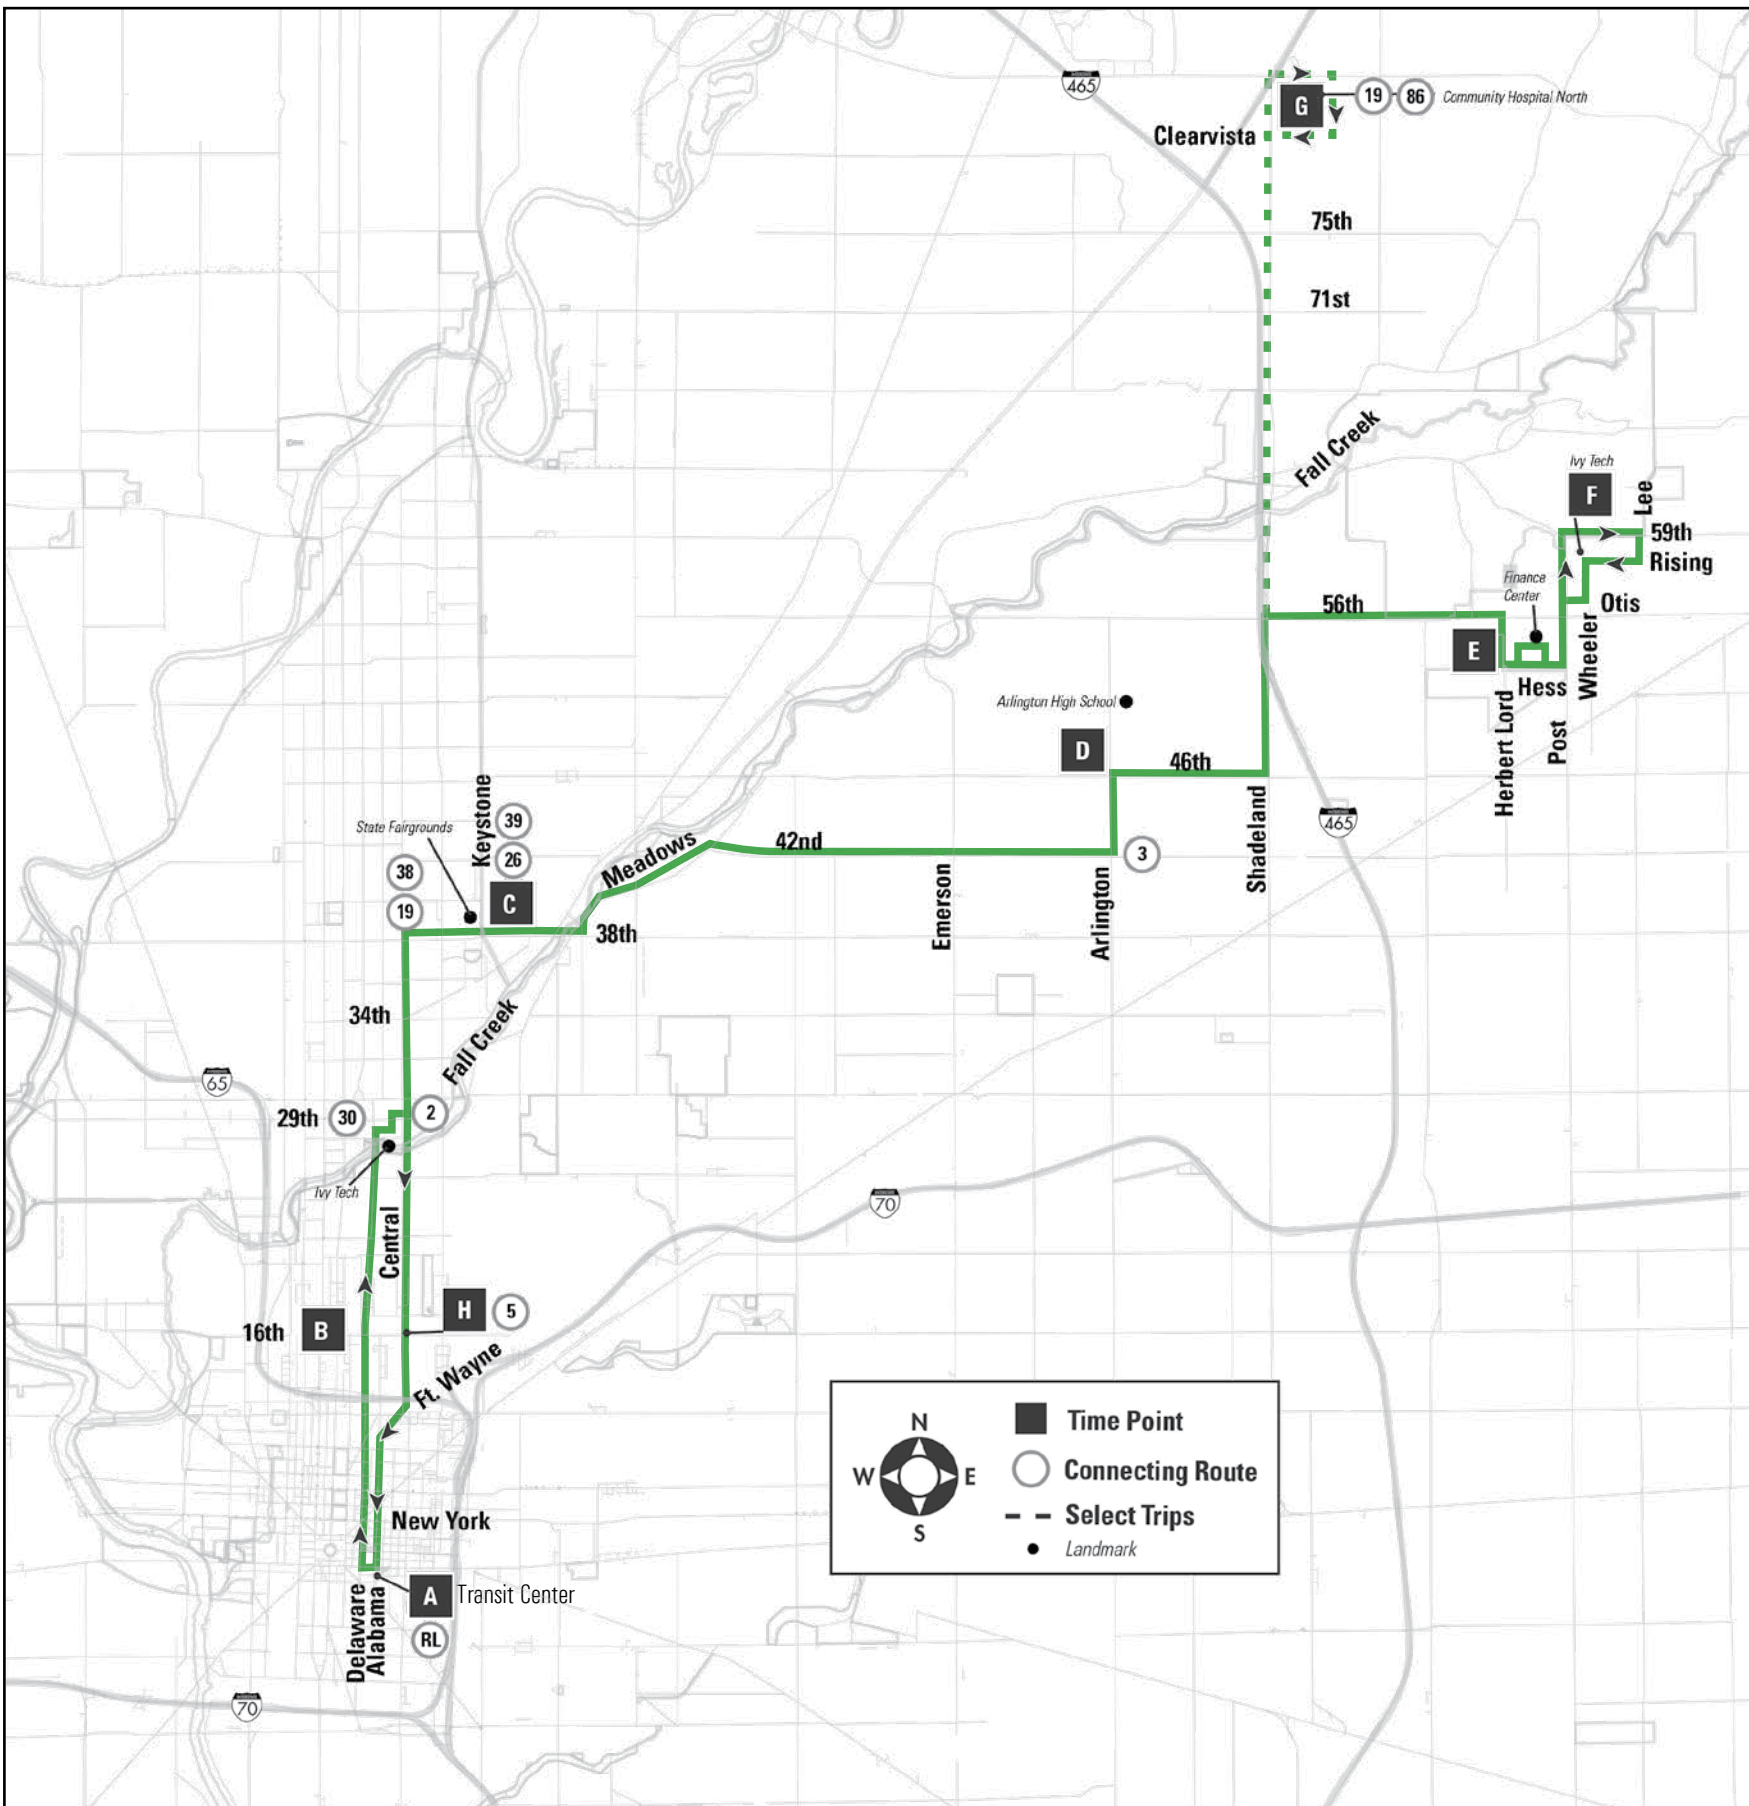 465
G
19
86
Community Hospital North
Clearvista
75th
71st
Fall Creek
Ivy Tech
F
Lee
59th
Rising
Finance
Center
56th
Otis
E
Wheeler
Hess
Herbert Lord
Post
Arlington High School
D
46th
Keystone
39
State Fairgrounds
26
38
C
19
Meadows
42nd
3
465
Shadeland
Emerson
Arlington
38th
34th
Fall Creek
65
29th
30
2
Ivy Tech
70
Central
H
5
16th
B
Ft. Wayne
N
W
E
S
Time Point
Connecting Route
Select Trips
Landmark
New York
A
Transit Center
Delaware
Alabama
RL
70